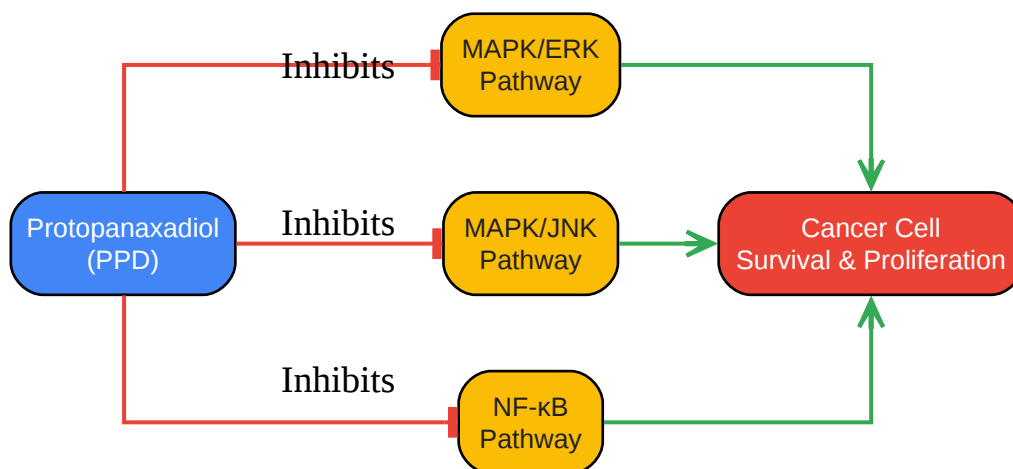 Inhibits
MAPK/ERK
Pathway
Protopanaxadiol
(PPD)
Inhibits
MAPK/JNK
Pathway
Cancer Cell
Survival & Proliferation
Inhibits
NF-κB
Pathway